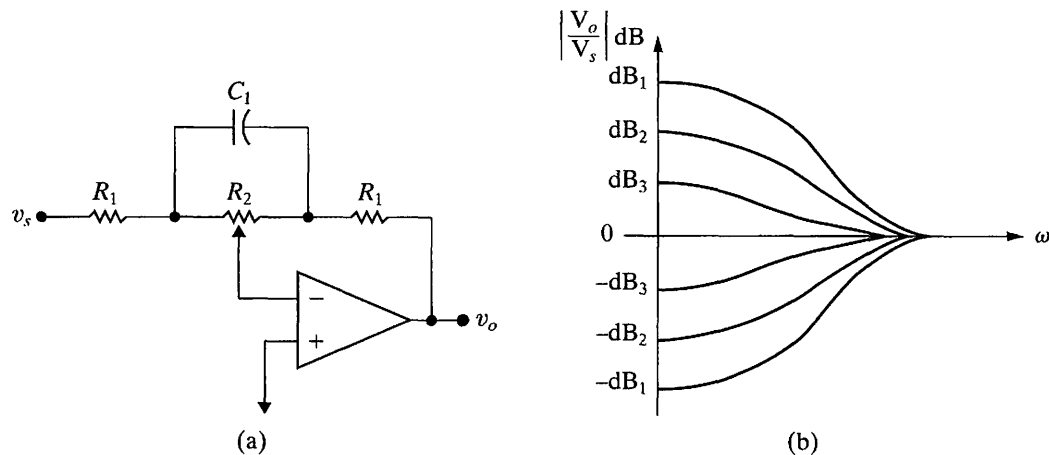 C₁
R₁
R₂
R₁
vₛ
−
+
vₒ
(a)
|Vₒ/Vₛ| dB
dB₁
dB₂
dB₃
0
ω
−dB₃
−dB₂
−dB₁
(b)